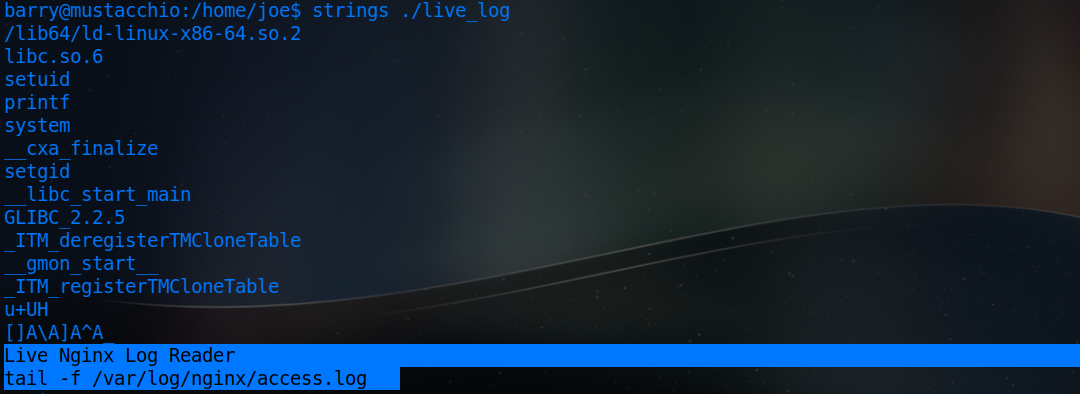 barry@mustacchio:/home/joe$ strings ./live_log
/lib64/ld-linux-x86-64.so.2
libc.so.6
setuid
printf
system
__cxa_finalize
setgid
__libc_start_main
GLIBC_2.2.5
_ITM_deregisterTMCloneTable
__gmon_start__
_ITM_registerTMCloneTable
u+UH
[]A\A]A^A_
Live Nginx Log Reader
tail -f /var/log/nginx/access.log